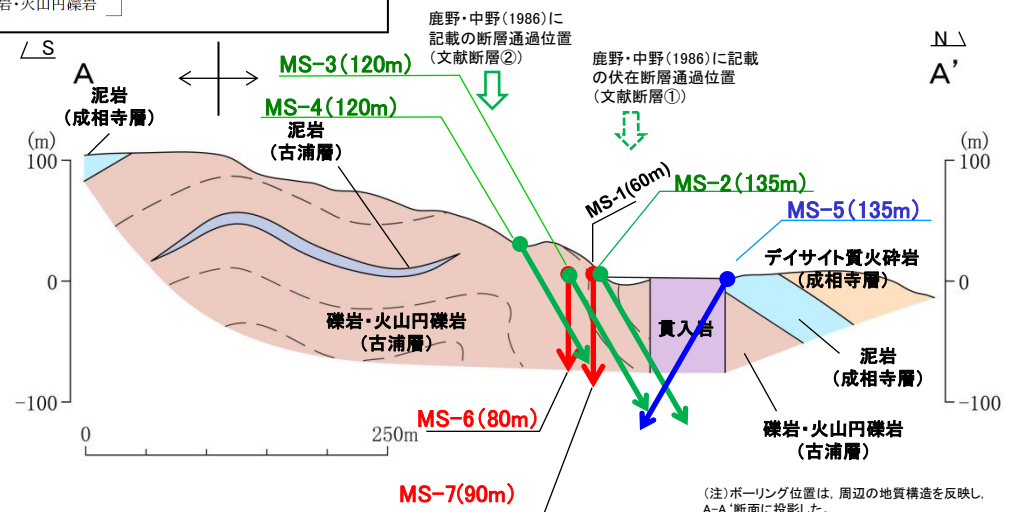 岩・火山円礫岩
S
A
N
A’
鹿野・中野(1986)に
記載の断層通過位置
(文献断層②)
鹿野・中野(1986)に記載
の伏在断層通過位置
(文献断層①)
MS-3(120m)
MS-4(120m)
泥岩
(成相寺層)
泥岩
(古浦層)
MS-1(60m)
MS-2(135m)
MS-5(135m)
(m)
100
0
-100
(m)
100
0
-100
デイサイト質火砕岩
(成相寺層)
礫岩・火山円礫岩
(古浦層)
貫入岩
泥岩
(成相寺層)
礫岩・火山円礫岩
(古浦層)
MS-6(80m)
0
250m
MS-7(90m)
(注)ボーリング位置は，周辺の地質構造を反映し，
A-A'断面に投影した。